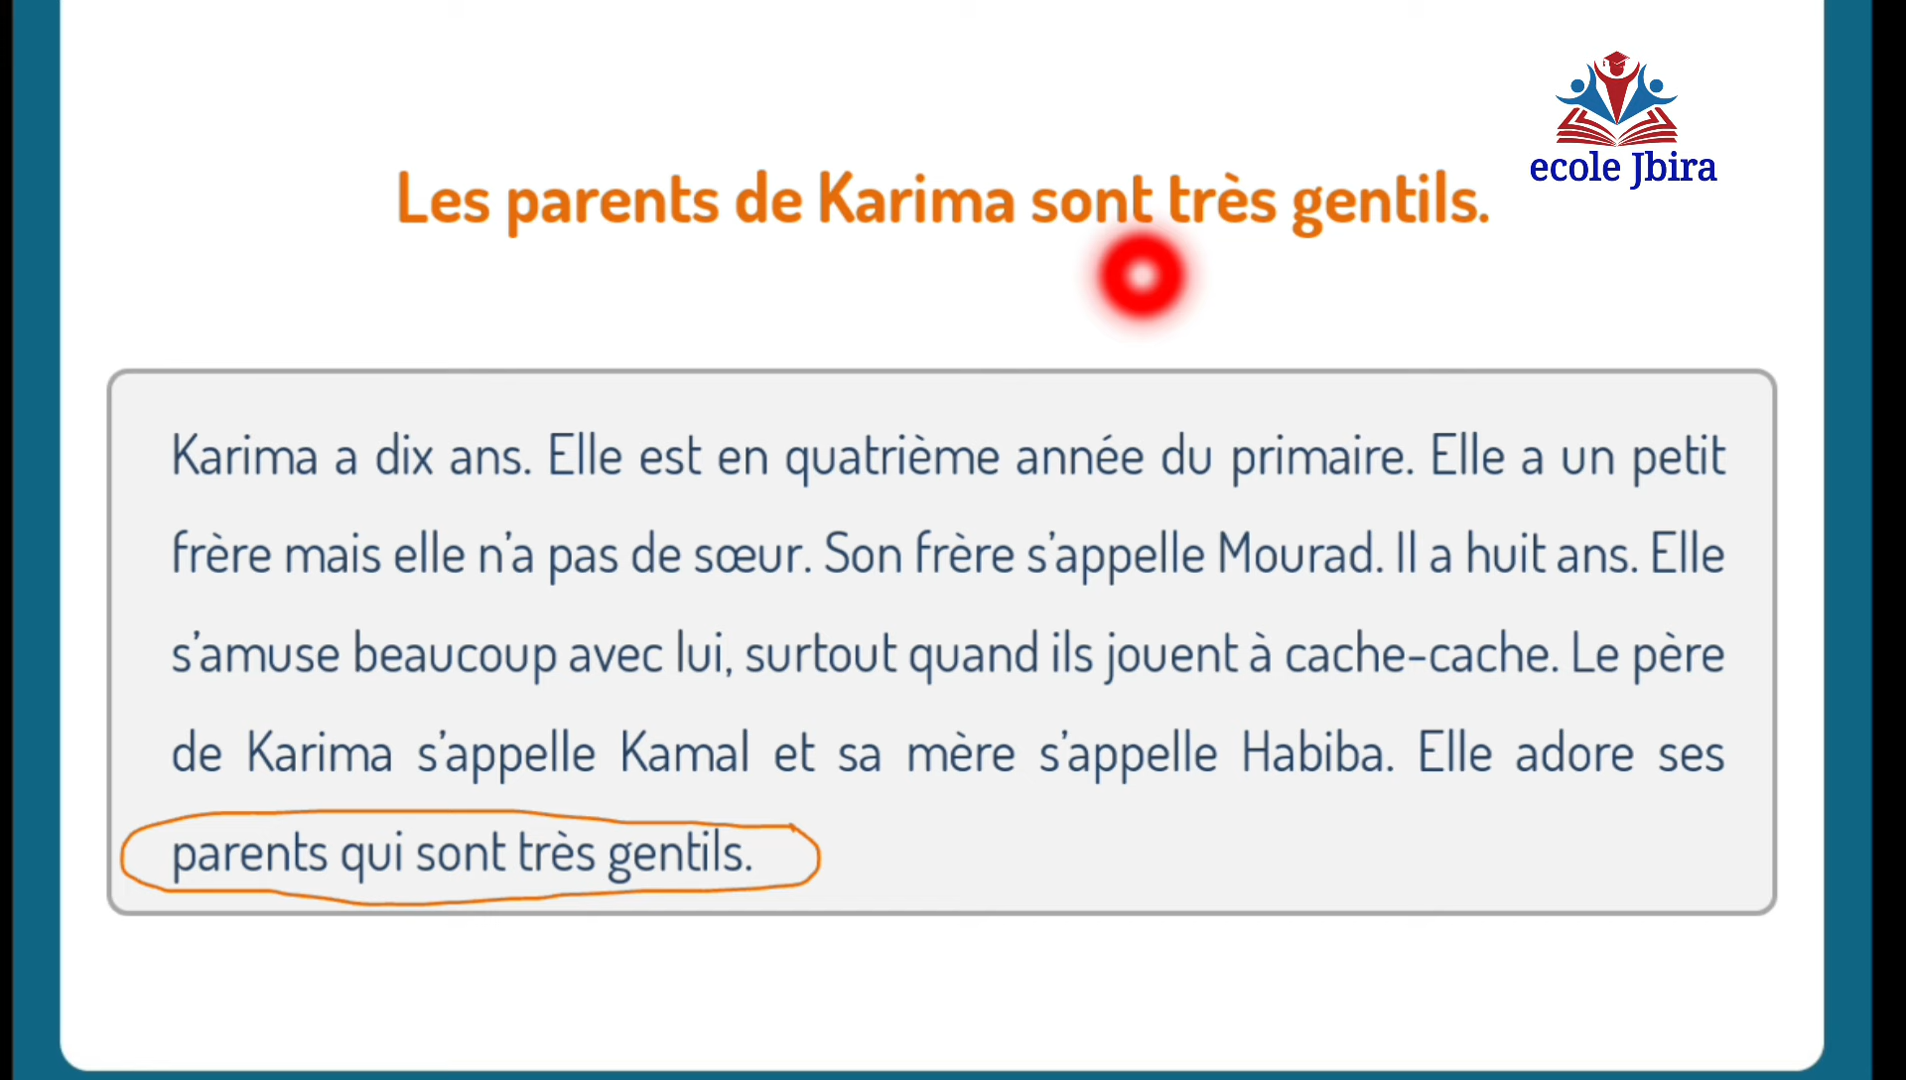 ecole Jbira
Les parents de Karima sont très gentils.
Karima a dix ans. Elle est en quatrième année du primaire. Elle a un petit
frère mais elle n’a pas de sœur. Son frère s’appelle Mourad. Il a huit ans. Elle
s’amuse beaucoup avec lui, surtout quand ils jouent à cache-cache. Le père
de Karima s’appelle Kamal et sa mère s’appelle Habiba. Elle adore ses
parents qui sont très gentils.